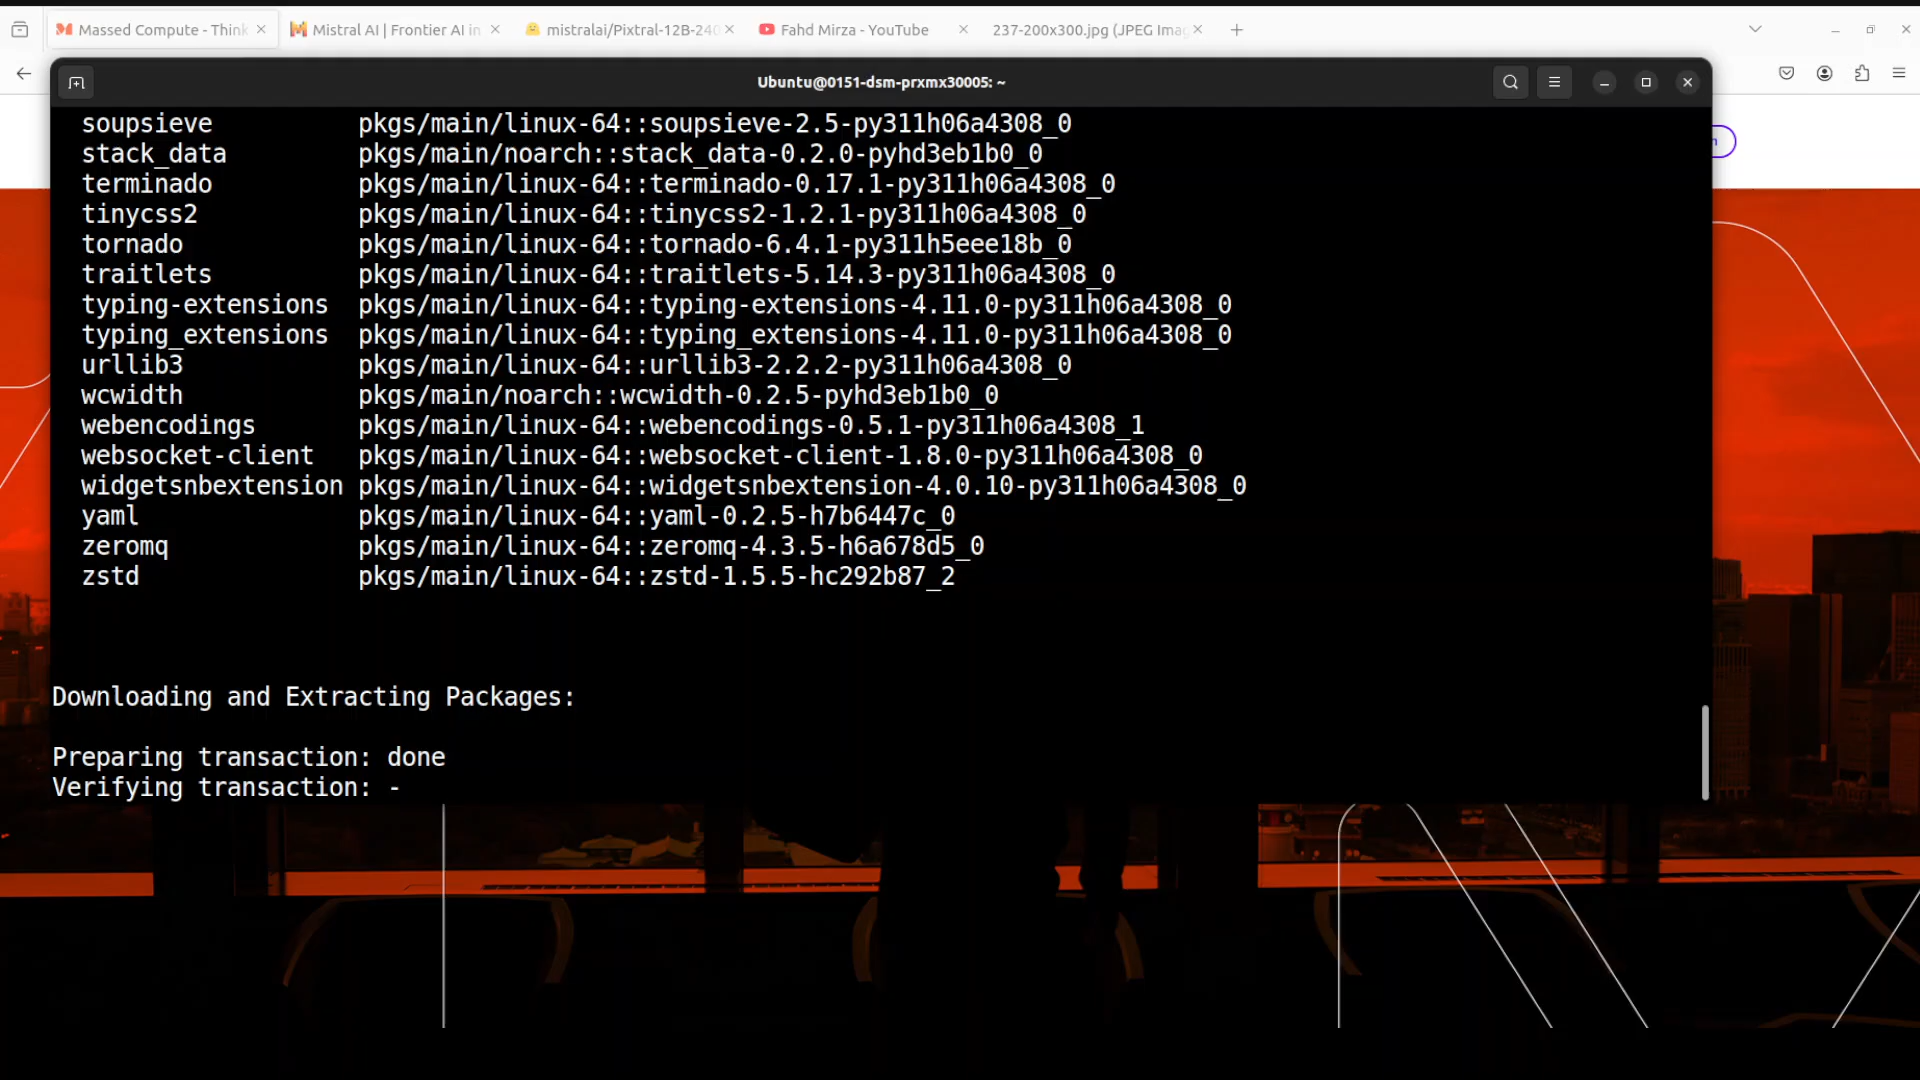 Massed Compute - Think
Mistral AI | Frontier AI in
mistralai/Pixtral-12B-240
Fahd Mirza - YouTube
237-200x300.jpg (JPEG Imag
Ubuntu@0151-dsm-prxmx30005: ~
soupsieve pkgs/main/linux-64::soupsieve-2.5-py311h06a4308_0
stack_data pkgs/main/noarch::stack_data-0.2.0-pyhd3eb1b0_0
terminado pkgs/main/linux-64::terminado-0.17.1-py311h06a4308_0
tinycss2 pkgs/main/linux-64::tinycss2-1.2.1-py311h06a4308_0
tornado pkgs/main/linux-64::tornado-6.4.1-py311h5eee18b_0
traitlets pkgs/main/linux-64::traitlets-5.14.3-py311h06a4308_0
typing-extensions pkgs/main/linux-64::typing-extensions-4.11.0-py311h06a4308_0
typing_extensions pkgs/main/linux-64::typing_extensions-4.11.0-py311h06a4308_0
urllib3 pkgs/main/linux-64::urllib3-2.2.2-py311h06a4308_0
wcwidth pkgs/main/noarch::wcwidth-0.2.5-pyhd3eb1b0_0
webencodings pkgs/main/linux-64::webencodings-0.5.1-py311h06a4308_1
websocket-client pkgs/main/linux-64::websocket-client-1.8.0-py311h06a4308_0
widgetsnbextension pkgs/main/linux-64::widgetsnbextension-4.0.10-py311h06a4308_0
yaml pkgs/main/linux-64::yaml-0.2.5-h7b6447c_0
zeromq pkgs/main/linux-64::zeromq-4.3.5-h6a678d5_0
zstd pkgs/main/linux-64::zstd-1.5.5-hc292b87_2
Downloading and Extracting Packages:
Preparing transaction: done
Verifying transaction: -